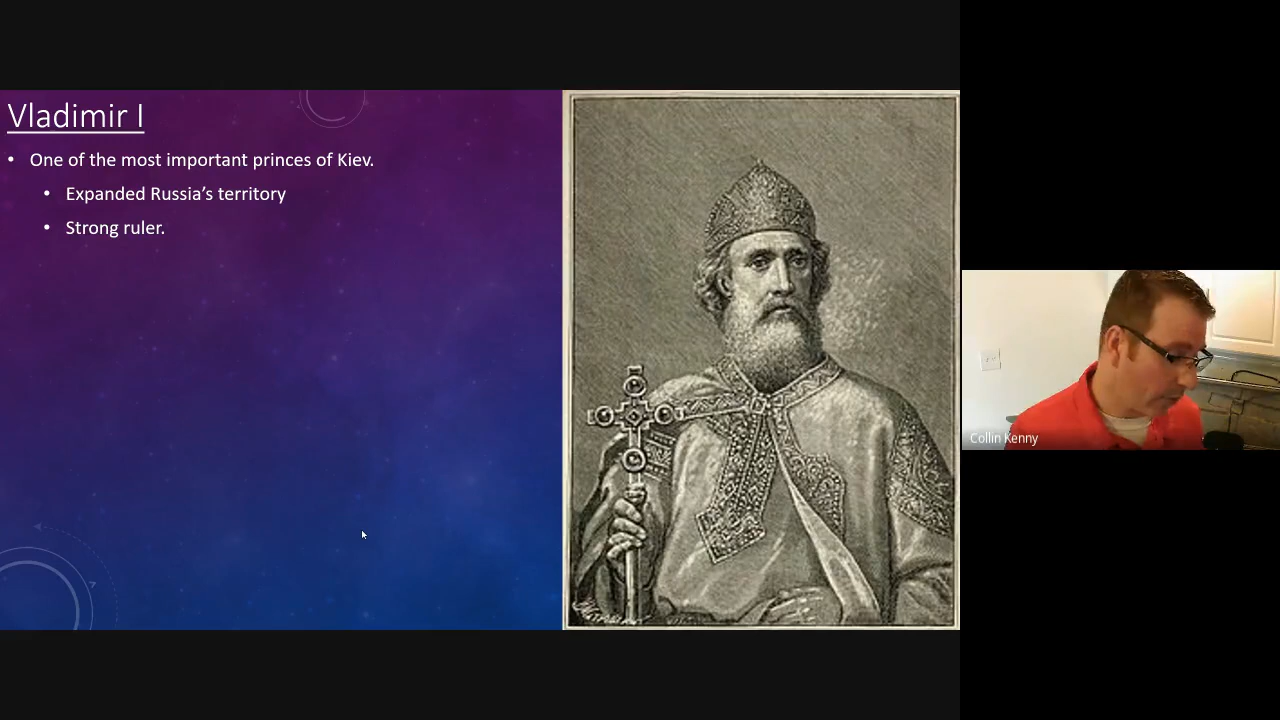 Vladimir I
• One of the most important princes of Kiev.
• Expanded Russia’s territory
• Strong ruler.
Collin Kenny